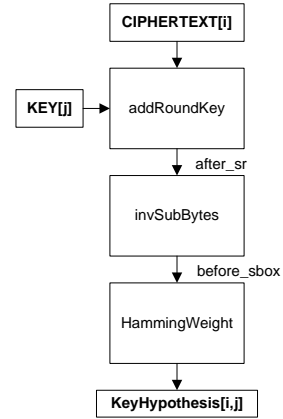 CIPHERTEXT[i]
KEY[j]
addRoundKey
after_sr
invSubBytes
before_sbox
HammingWeight
KeyHypothesis[i,j]